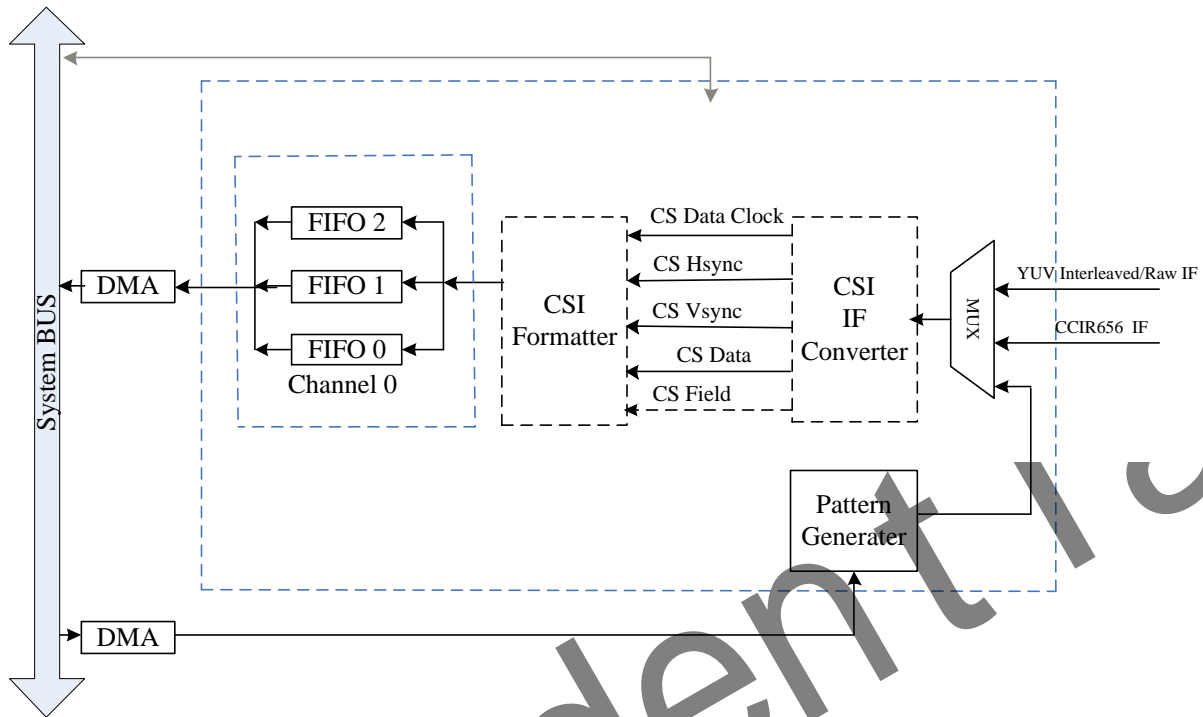 System BUS
DMA
FIFO 2
FIFO 1
FIFO 0
Channel 0
CSI
Formatter
CS Data Clock
CS Hsync
CS Vsync
CS Data
CS Field
CSI
IF
Converter
MUX
YUV Interleaved/Raw IF
CCIR656 IF
Pattern
Generater
DMA